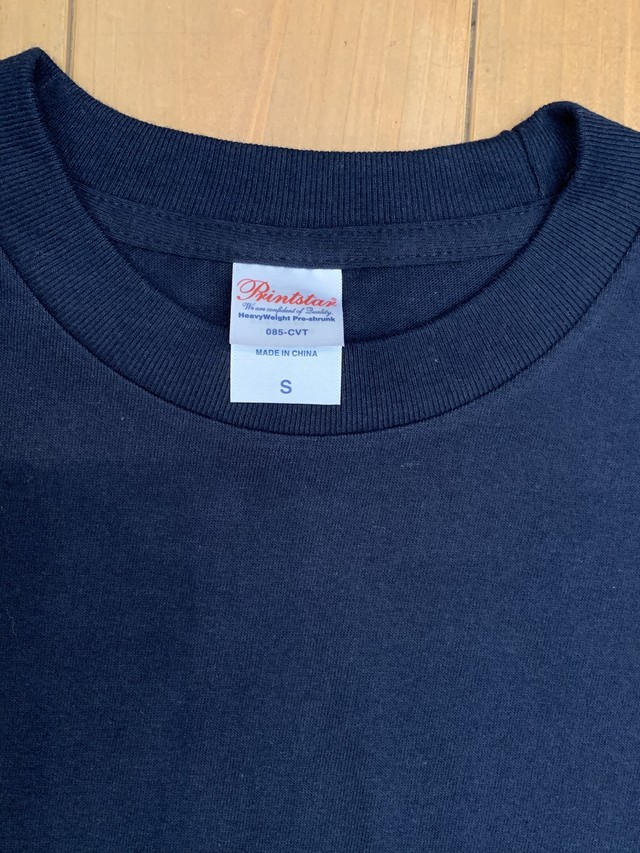 Printstar
We are confident of Quality.
HeavyWeight Pre-shrunk
085-CVT
MADE IN CHINA
S